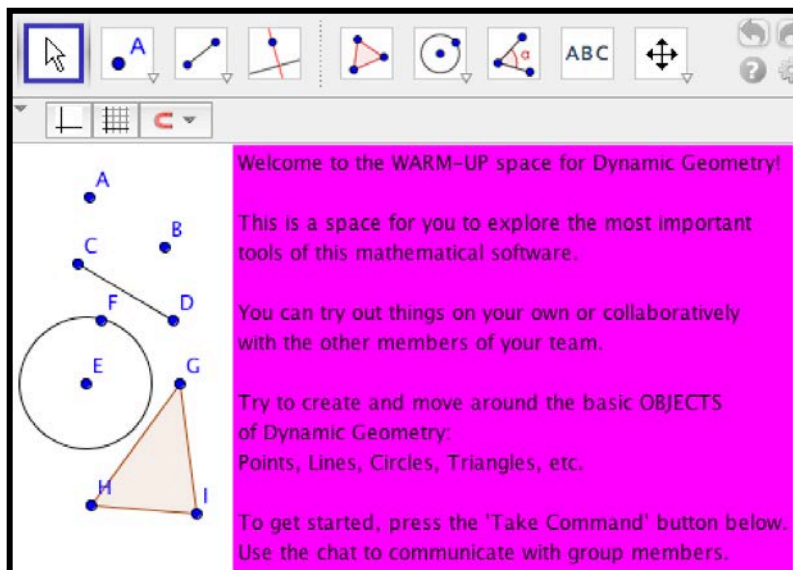 A
α
ABC
?
Welcome to the WARM-UP space for Dynamic Geometry!
This is a space for you to explore the most important
tools of this mathematical software.
You can try out things on your own or collaboratively
with the other members of your team.
Try to create and move around the basic OBJECTS
of Dynamic Geometry:
Points, Lines, Circles, Triangles, etc.
To get started, press the 'Take Command' button below.
Use the chat to communicate with group members.
A
B
C
F
D
E
G
H
I